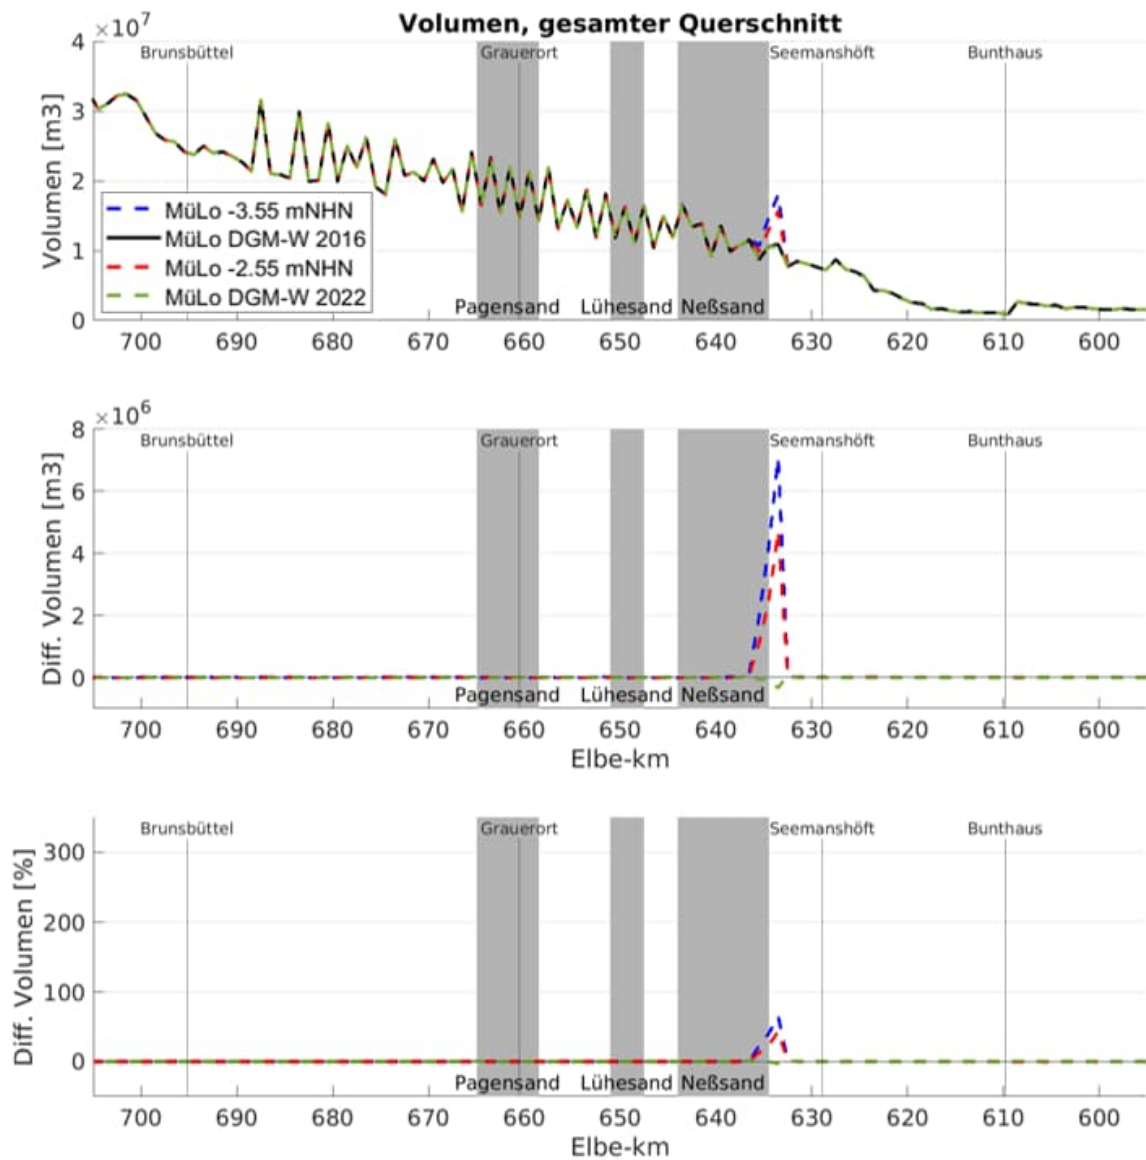 Volumen, gesamter Querschnitt
×10⁷
4
3
2
1
0
Volumen [m3]
Brunsbüttel
Grauerort
Seemanshöft
Bunthaus
MüLo -3.55 mNHN
MüLo DGM-W 2016
MüLo -2.55 mNHN
MüLo DGM-W 2022
Pagensand
Lühesand
Neßsand
700 690 680 670 660 650 640 630 620 610 600
×10⁶
8
6
4
2
0
Diff. Volumen [m3]
Brunsbüttel
Grauerort
Seemanshöft
Bunthaus
Pagensand
Lühesand
Neßsand
700 690 680 670 660 650 640 630 620 610 600
Elbe-km
300
200
100
0
Diff. Volumen [%]
Brunsbüttel
Grauerort
Seemanshöft
Bunthaus
Pagensand
Lühesand
Neßsand
700 690 680 670 660 650 640 630 620 610 600
Elbe-km